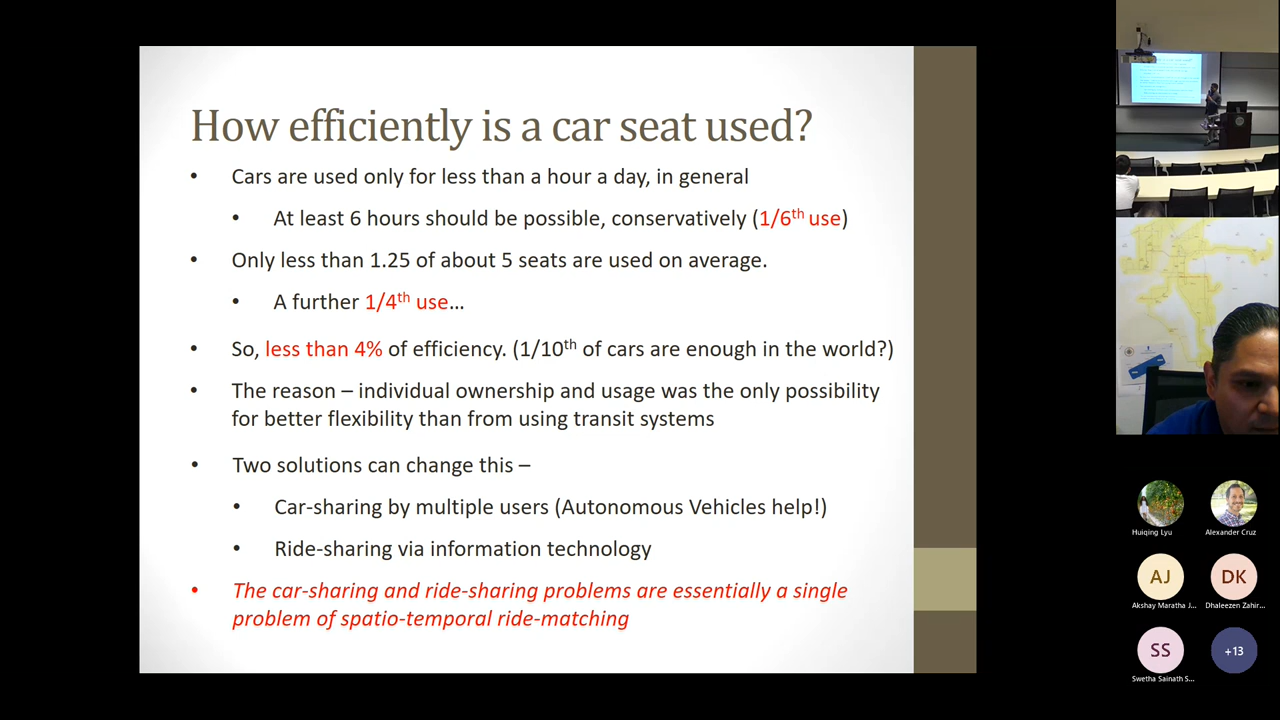 How efficiently is a car seat used?
• Cars are used only for less than a hour a day, in general
• At least 6 hours should be possible, conservatively (1/6th use)
• Only less than 1.25 of about 5 seats are used on average.
• A further 1/4th use…
• So, less than 4% of efficiency. (1/10th of cars are enough in the world?)
• The reason – individual ownership and usage was the only possibility
for better flexibility than from using transit systems
• Two solutions can change this –
• Car-sharing by multiple users (Autonomous Vehicles help!)
• Ride-sharing via information technology
• The car-sharing and ride-sharing problems are essentially a single
problem of spatio-temporal ride-matching
Huiqing Lyu
Alexander Cruz
AJ
DK
Akshay Maratha J...
Dhaleezen Zahir...
SS
+13
Swetha Sainath S...